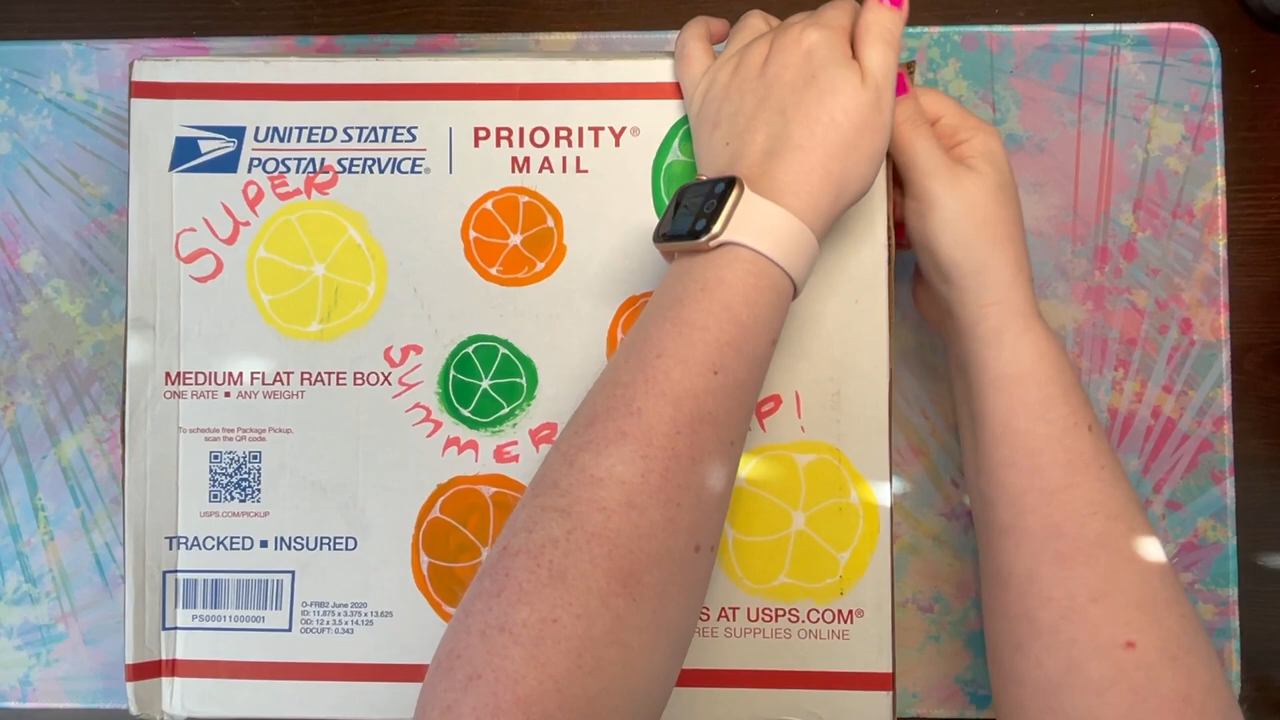 UNITED STATES
POSTAL SERVICE®
PRIORITY®
MAIL
SUPER
SUMMER
P!
MEDIUM FLAT RATE BOX
ONE RATE ■ ANY WEIGHT
To schedule free Package Pickup,
scan the QR code.
USPS.COM/PICKUP
TRACKED ■ INSURED
PS00011000001
O-FRB2 June 2020
ID: 11.875 x 3.375 x 13.625
OD: 12 x 3.5 x 14.125
ODCUFT: 0.343
S AT USPS.COM®
REE SUPPLIES ONLINE